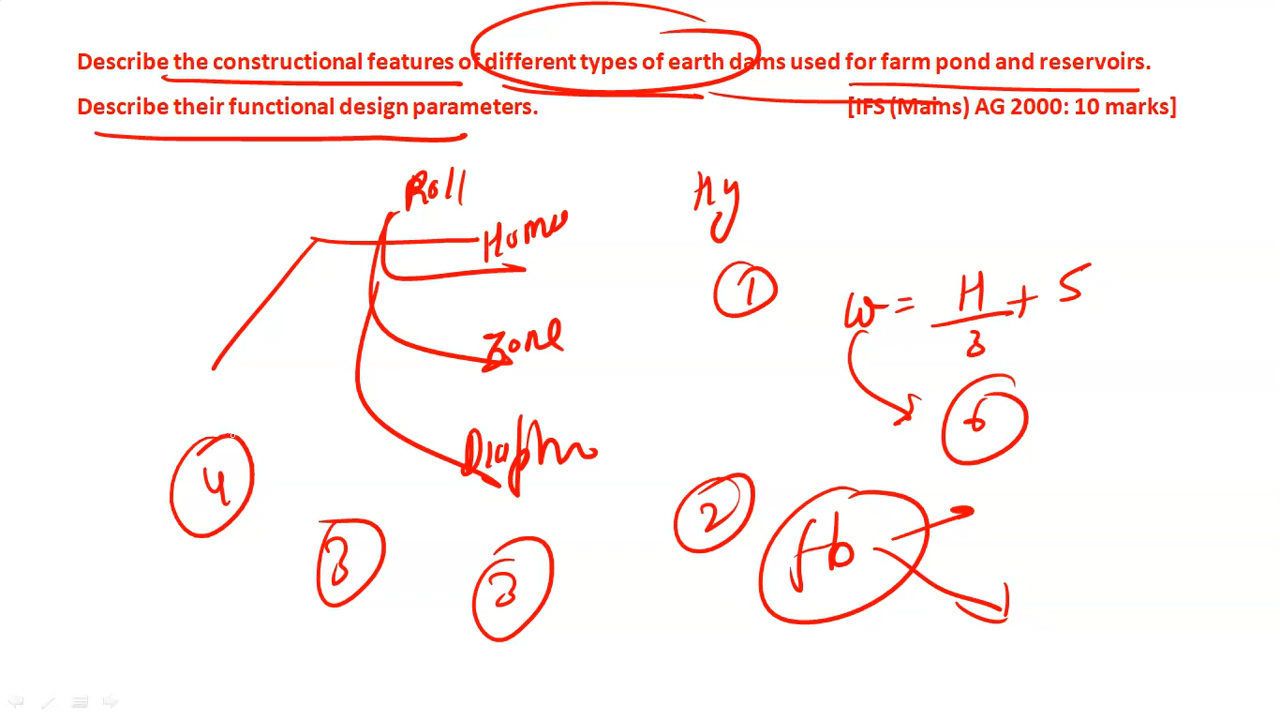 Describe the constructional features of different types of earth dams used for farm pond and reservoirs.
Describe their functional design parameters. [IFS (Mains) AG 2000: 10 marks]
Roll
Hy
Homo
1
W = H/3 + 5
Zone
6
Diaphr
4
2
fb
3
3